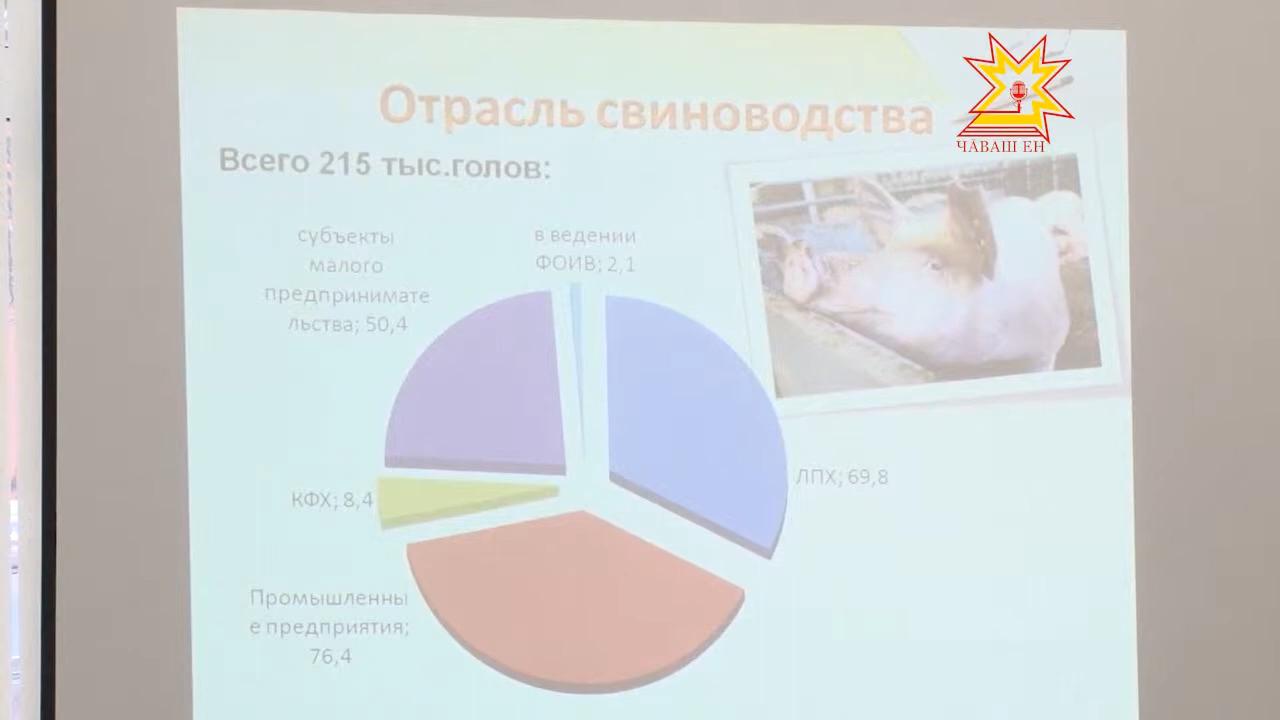 Отрасль свиноводства
ЧӐВАШ ЕН
Всего 215 тыс.голов:
субъекты
малого
предпринимате
льства; 50,4
в ведении
ФОИВ; 2,1
ЛПХ; 69,8
КФХ; 8,4
Промышленны
е предприятия;
76,4